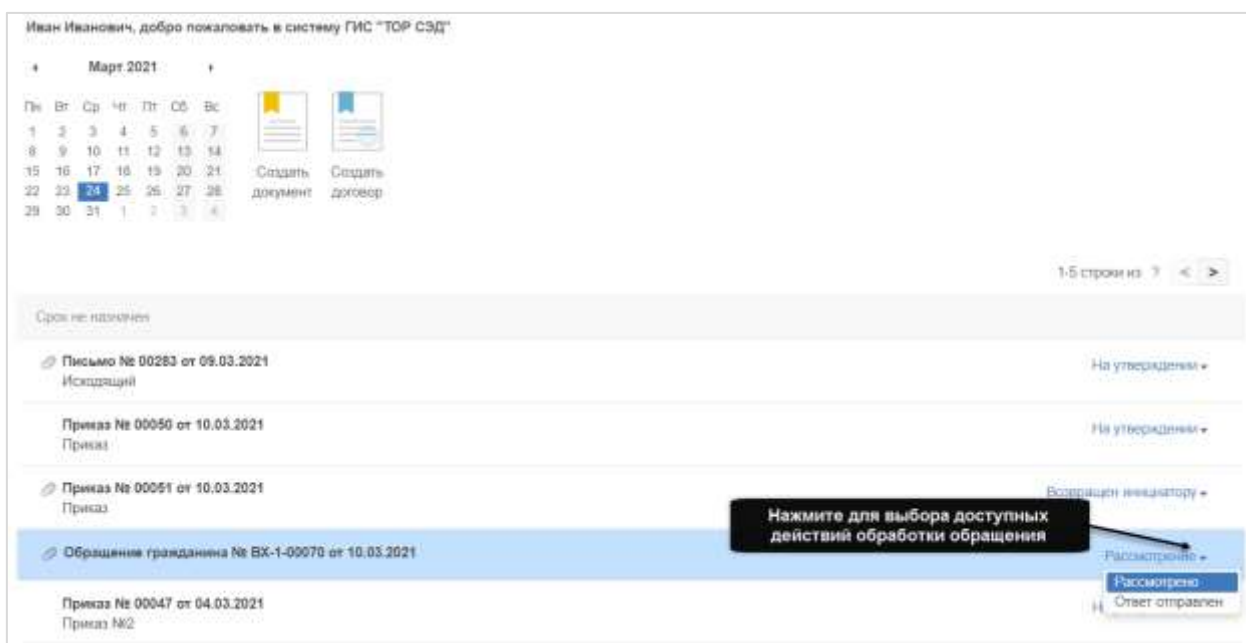 Иван Иванович, добро пожаловать в систему ГИС "ТОР СЭД"
Март 2021
Пн Вт Ср Чт Пт Сб Вс
1 2 3 4 5 6 7
8 9 10 11 12 13 14
15 16 17 18 19 20 21
22 23 24 25 26 27 28
29 30 31 1 2 3 4
Создать документ
Создать договор
1-5 строки из 7 < >
Срок не назначен
Письмо № 00283 от 09.03.2021
На утверждении
Исходящий
Приказ № 00050 от 10.03.2021
На утверждении
Приказ
Приказ № 00051 от 10.03.2021
Возвращен инициатору
Приказ
Нажмите для выбора доступных
действий обработки обращения
Обращение гражданина № ВХ-1-00070 от 10.03.2021
Рассмотрение
Рассмотрено
Ответ отправлен
Приказ № 00047 от 04.03.2021
Н
Приказ №2